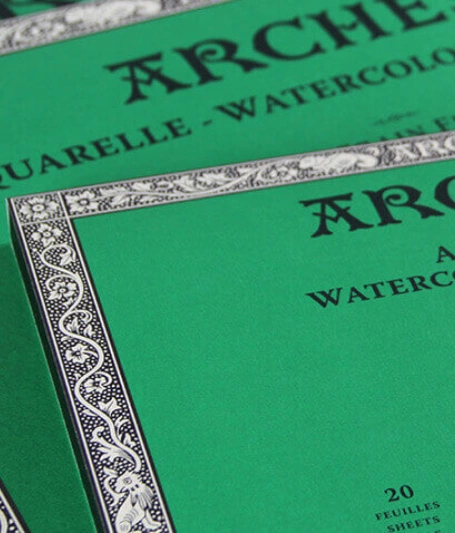 ARCHE
QUARELLE - WATERCOLO
ARC
A
WATERCO
20
FEUILLES
SHEETS